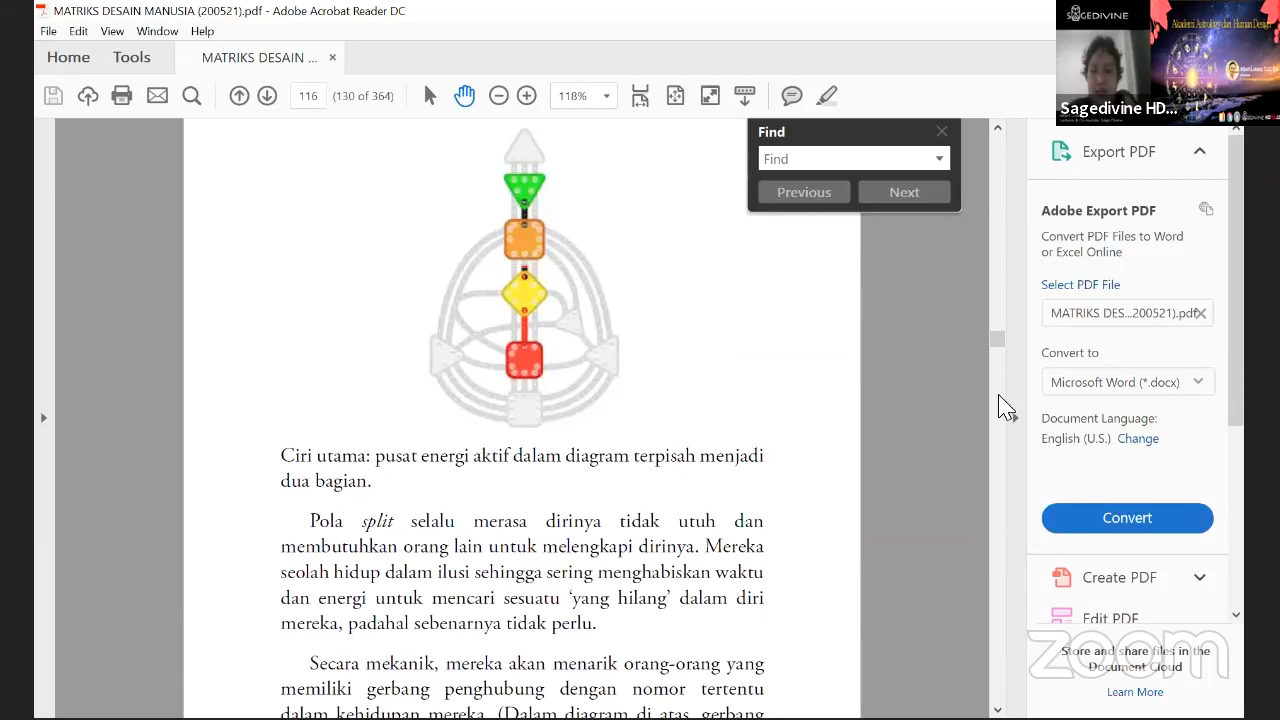 MATRIKS DESAIN MANUSIA (200521).pdf - Adobe Acrobat Reader DC
File Edit View Window Help
Home Tools MATRIKS DESAIN ... ×
116 (130 of 364) 118%
SAGEDIVINE
Akademi Astrology dan Human Design
Sagedivine HD...
Find
Find
Previous Next
Export PDF
Adobe Export PDF
Convert PDF Files to Word
or Excel Online
Select PDF File
MATRIKS DES...200521).pdf
Convert to
Microsoft Word (*.docx)
Document Language:
English (U.S.) Change
Convert
Create PDF
Edit PDF
Store and share files in the
Document Cloud
Learn More
zoom
Ciri utama: pusat energi aktif dalam diagram terpisah menjadi
dua bagian.
Pola split selalu merasa dirinya tidak utuh dan
membutuhkan orang lain untuk melengkapi dirinya. Mereka
seolah hidup dalam ilusi sehingga sering menghabiskan waktu
dan energi untuk mencari sesuatu ‘yang hilang’ dalam diri
mereka, padahal sebenarnya tidak perlu.
Secara mekanik, mereka akan menarik orang-orang yang
memiliki gerbang penghubung dengan nomor tertentu
dalam kehidupan mereka. (Dalam diagram di atas, gerbang